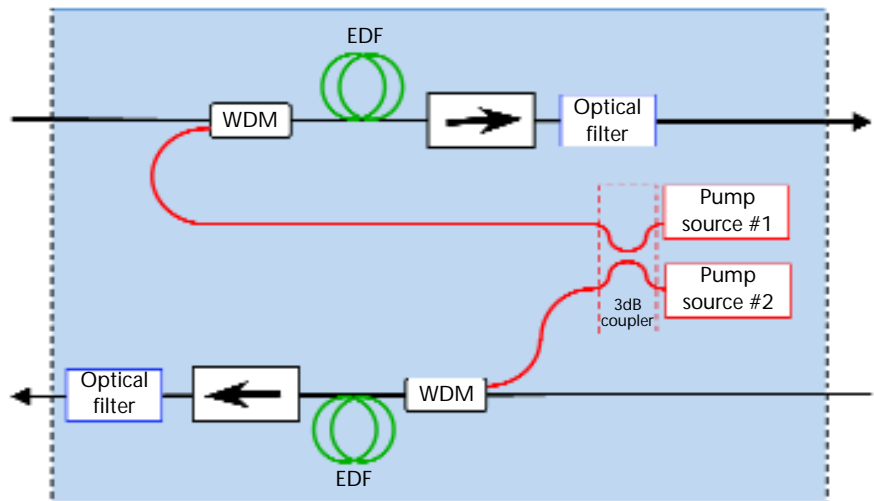 EDF
WDM
Optical
filter
Pump
source #1
Pump
source #2
3dB
coupler
Optical
filter
WDM
EDF